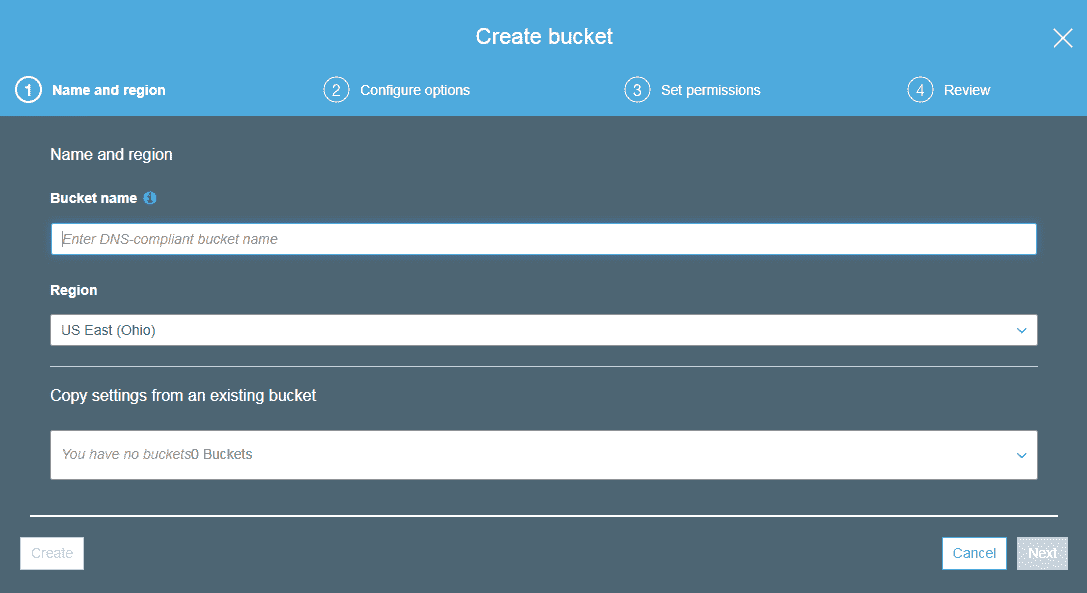 Create bucket
1 Name and region
2 Configure options
3 Set permissions
4 Review
Name and region
Bucket name
Enter DNS-compliant bucket name
Region
US East (Ohio)
Copy settings from an existing bucket
You have no buckets0 Buckets
Create
Cancel
Next